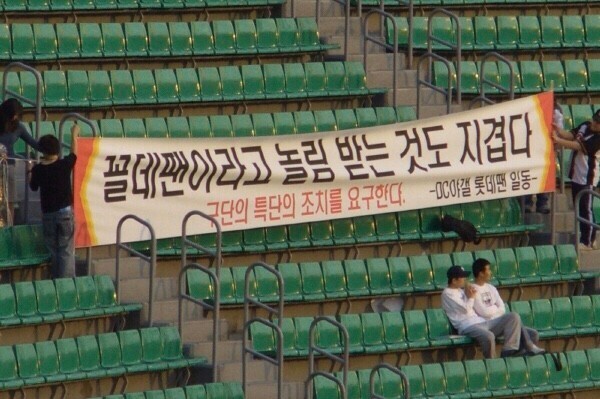 꼴데팬이라고 놀림 받는 것도 지겹다
구단의 특단의 조치를 요구한다.
-DC야갤 롯데팬 일동-